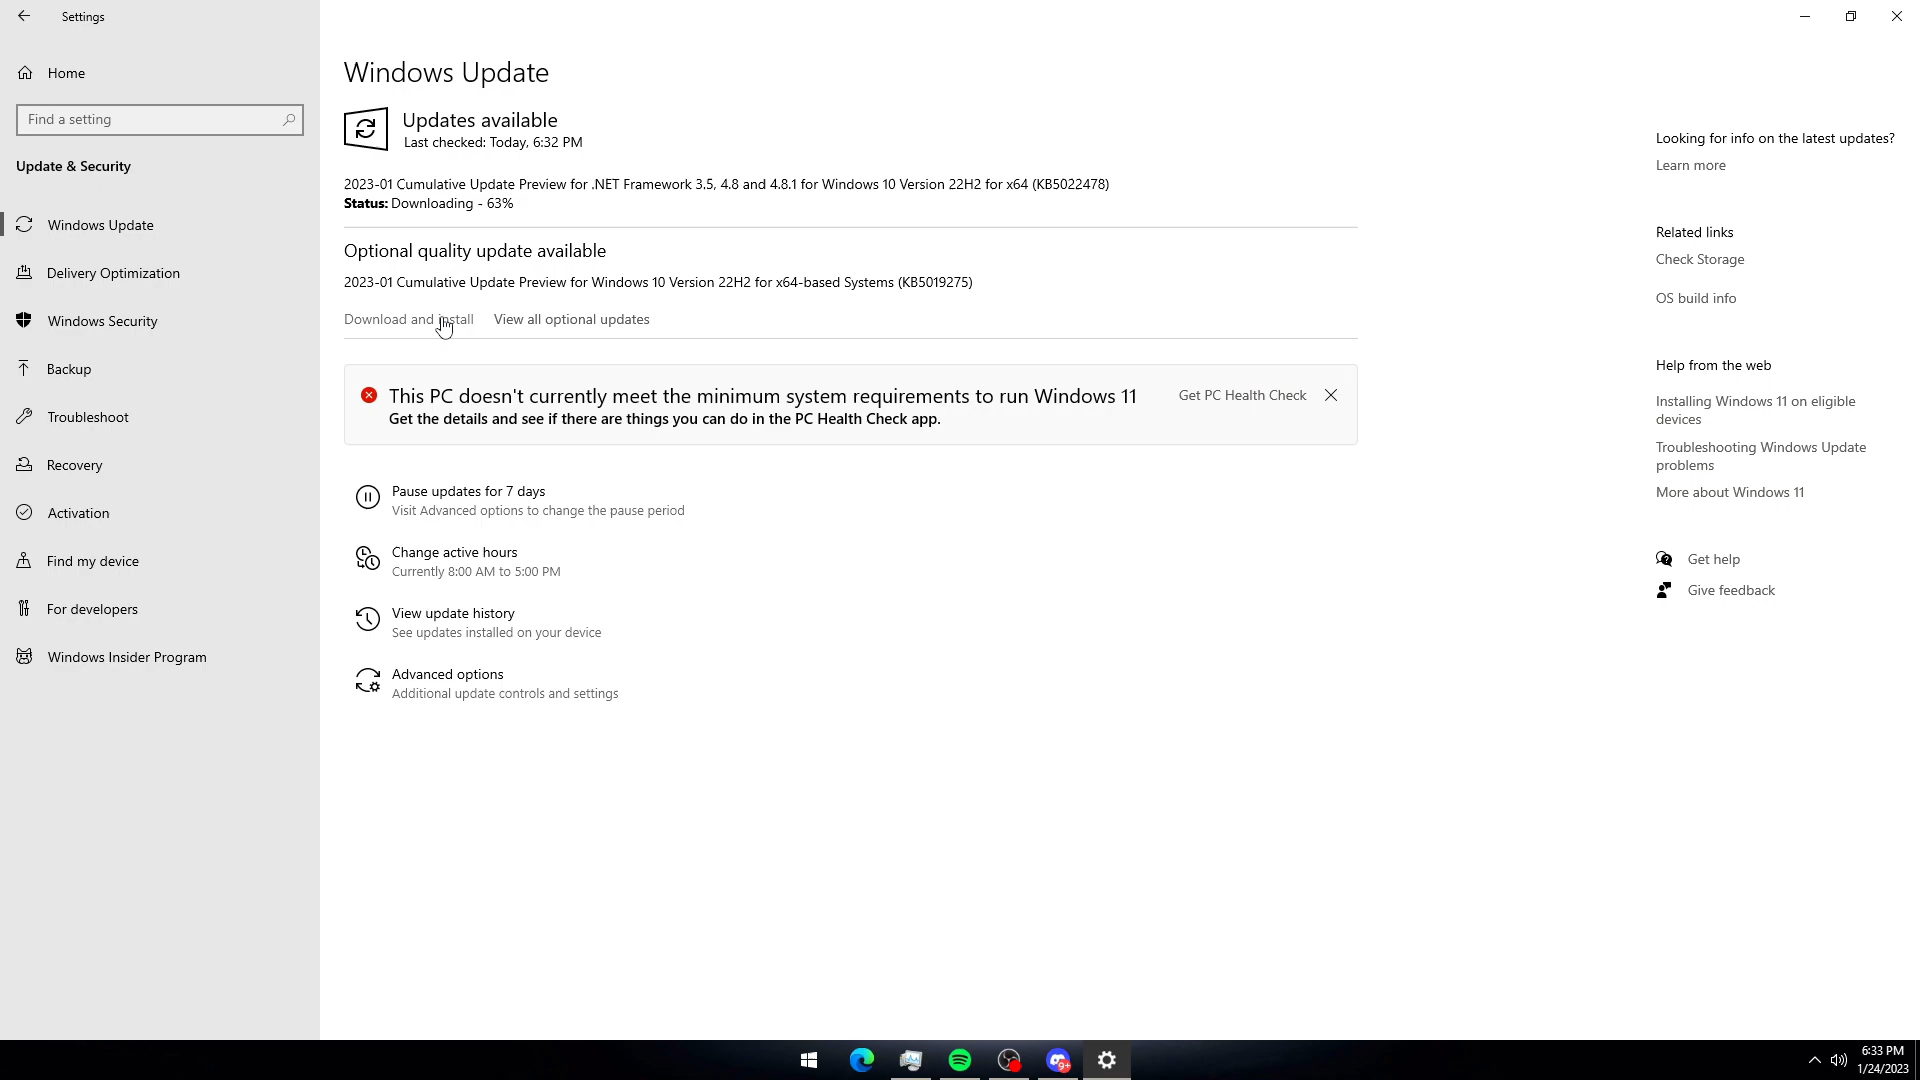 Settings
Home
Find a setting
Update & Security
Windows Update
Delivery Optimization
Windows Security
Backup
Troubleshoot
Recovery
Activation
Find my device
For developers
Windows Insider Program
Windows Update
Updates available
Last checked: Today, 6:32 PM
2023-01 Cumulative Update Preview for .NET Framework 3.5, 4.8 and 4.8.1 for Windows 10 Version 22H2 for x64 (KB5022478)
Status: Downloading - 63%
Optional quality update available
2023-01 Cumulative Update Preview for Windows 10 Version 22H2 for x64-based Systems (KB5019275)
Download and install View all optional updates
This PC doesn't currently meet the minimum system requirements to run Windows 11
Get the details and see if there are things you can do in the PC Health Check app.
Get PC Health Check
Pause updates for 7 days
Visit Advanced options to change the pause period
Change active hours
Currently 8:00 AM to 5:00 PM
View update history
See updates installed on your device
Advanced options
Additional update controls and settings
Looking for info on the latest updates?
Learn more
Related links
Check Storage
OS build info
Help from the web
Installing Windows 11 on eligible
devices
Troubleshooting Windows Update
problems
More about Windows 11
Get help
Give feedback
9+
6:33 PM
1/24/2023